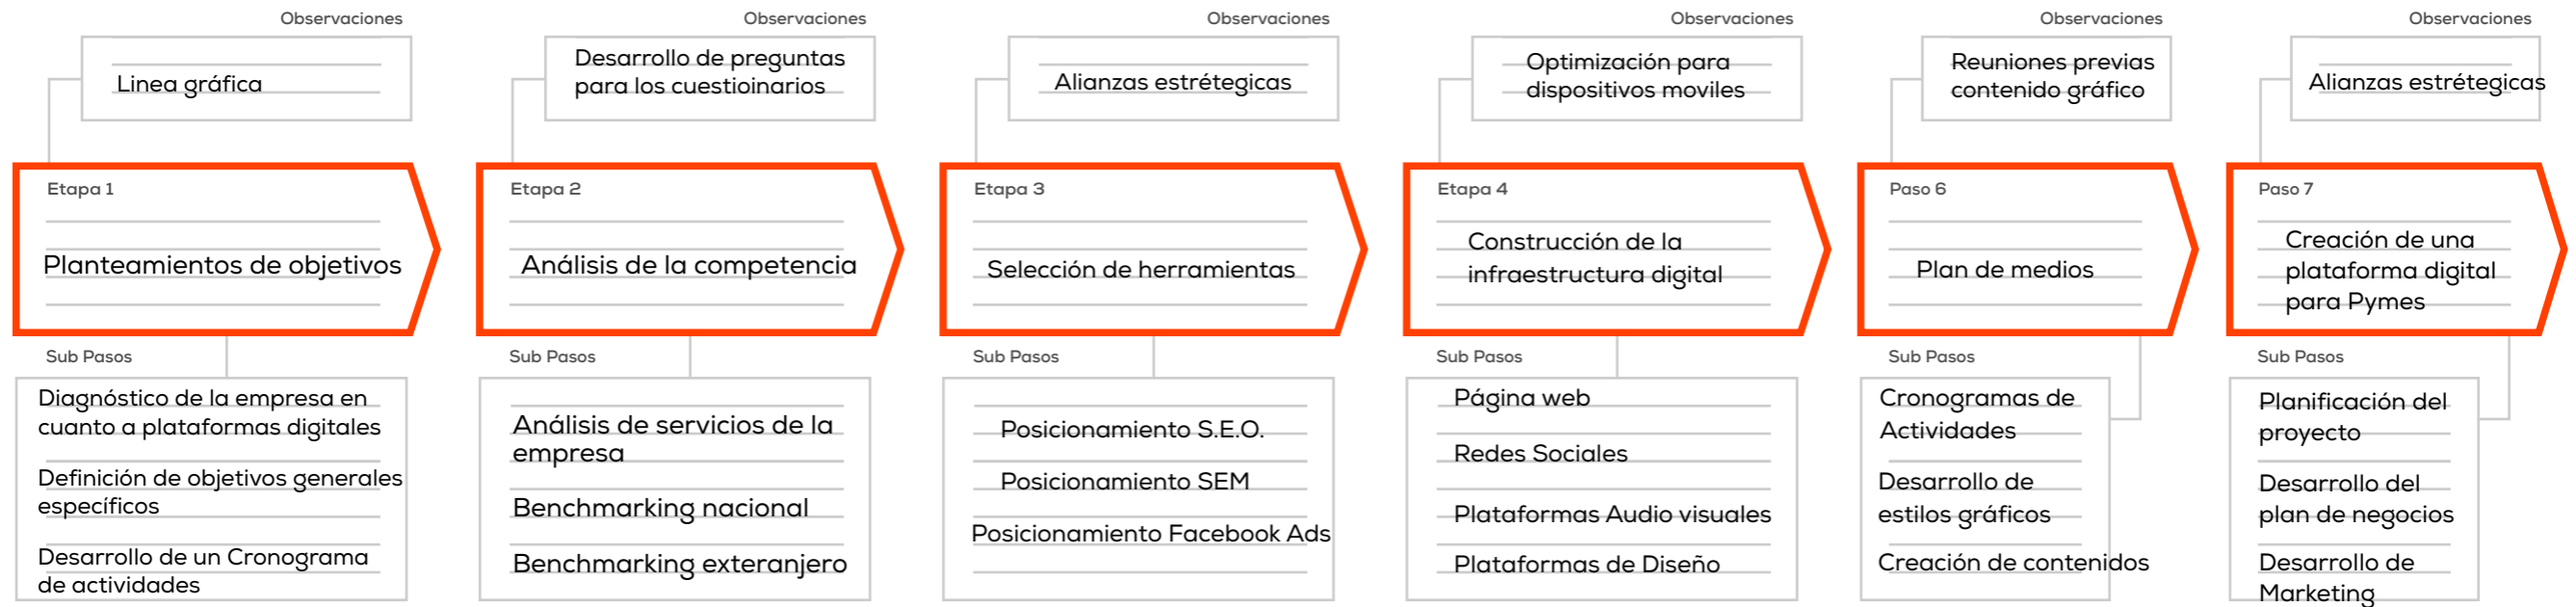 Observaciones
Linea gráfica
Etapa 1
Planteamientos de objetivos
Sub Pasos
Diagnóstico de la empresa en
cuanto a plataformas digitales
Definición de objetivos generales
específicos
Desarrollo de un Cronograma
de actividades
Observaciones
Desarrollo de preguntas
para los cuestioinarios
Etapa 2
Análisis de la competencia
Sub Pasos
Análisis de servicios de la
empresa
Benchmarking nacional
Benchmarking exteranjero
Observaciones
Alianzas estrétegicas
Etapa 3
Selección de herramientas
Sub Pasos
Posicionamiento S.E.O.
Posicionamiento SEM
Posicionamiento Facebook Ads
Observaciones
Optimización para
dispositivos moviles
Etapa 4
Construcción de la
infraestructura digital
Sub Pasos
Página web
Redes Sociales
Plataformas Audio visuales
Plataformas de Diseño
Observaciones
Reuniones previas
contenido gráfico
Paso 6
Plan de medios
Sub Pasos
Cronogramas de
Actividades
Desarrollo de
estilos gráficos
Creación de contenidos
Observaciones
Alianzas estrétegicas
Paso 7
Creación de una
plataforma digital
para Pymes
Sub Pasos
Planificación del
proyecto
Desarrollo del
plan de negocios
Desarrollo de
Marketing